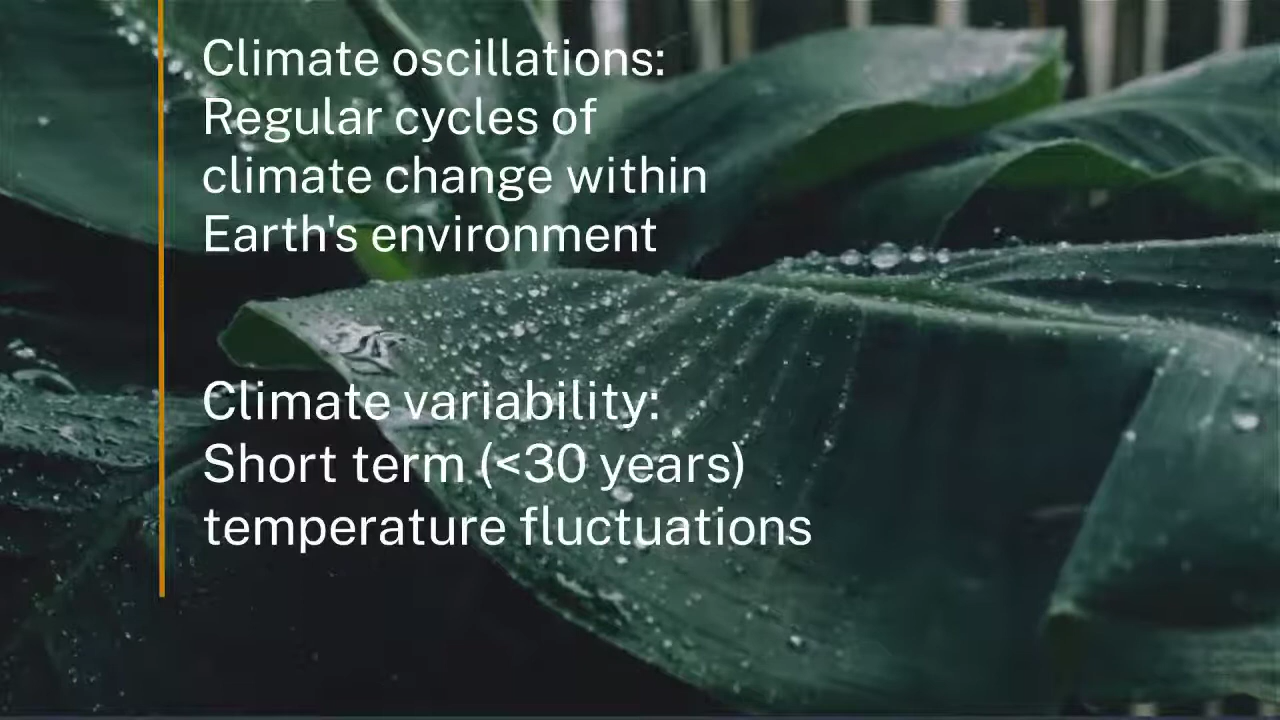 Climate oscillations:
Regular cycles of
climate change within
Earth's environment
Climate variability:
Short term (<30 years)
temperature fluctuations